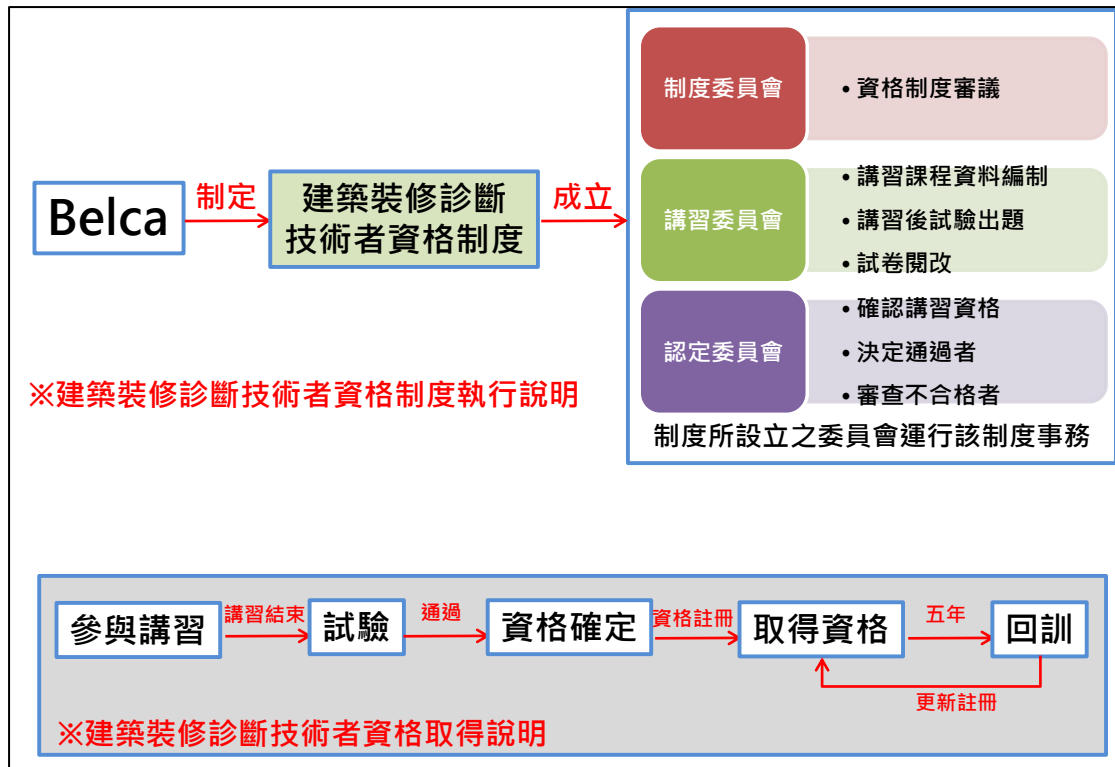 Belca
制定
建築裝修診斷
技術者資格制度
成立
制度委員會
• 資格制度審議
講習委員會
• 講習課程資料編制
• 講習後試驗出題
• 試卷閱改
認定委員會
• 確認講習資格
• 決定通過者
• 審查不合格者
制度所設立之委員會運行該制度事務
※建築裝修診斷技術者資格制度執行說明
參與講習
講習結束
試驗
通過
資格確定
資格註冊
取得資格
五年
回訓
更新註冊
※建築裝修診斷技術者資格取得說明